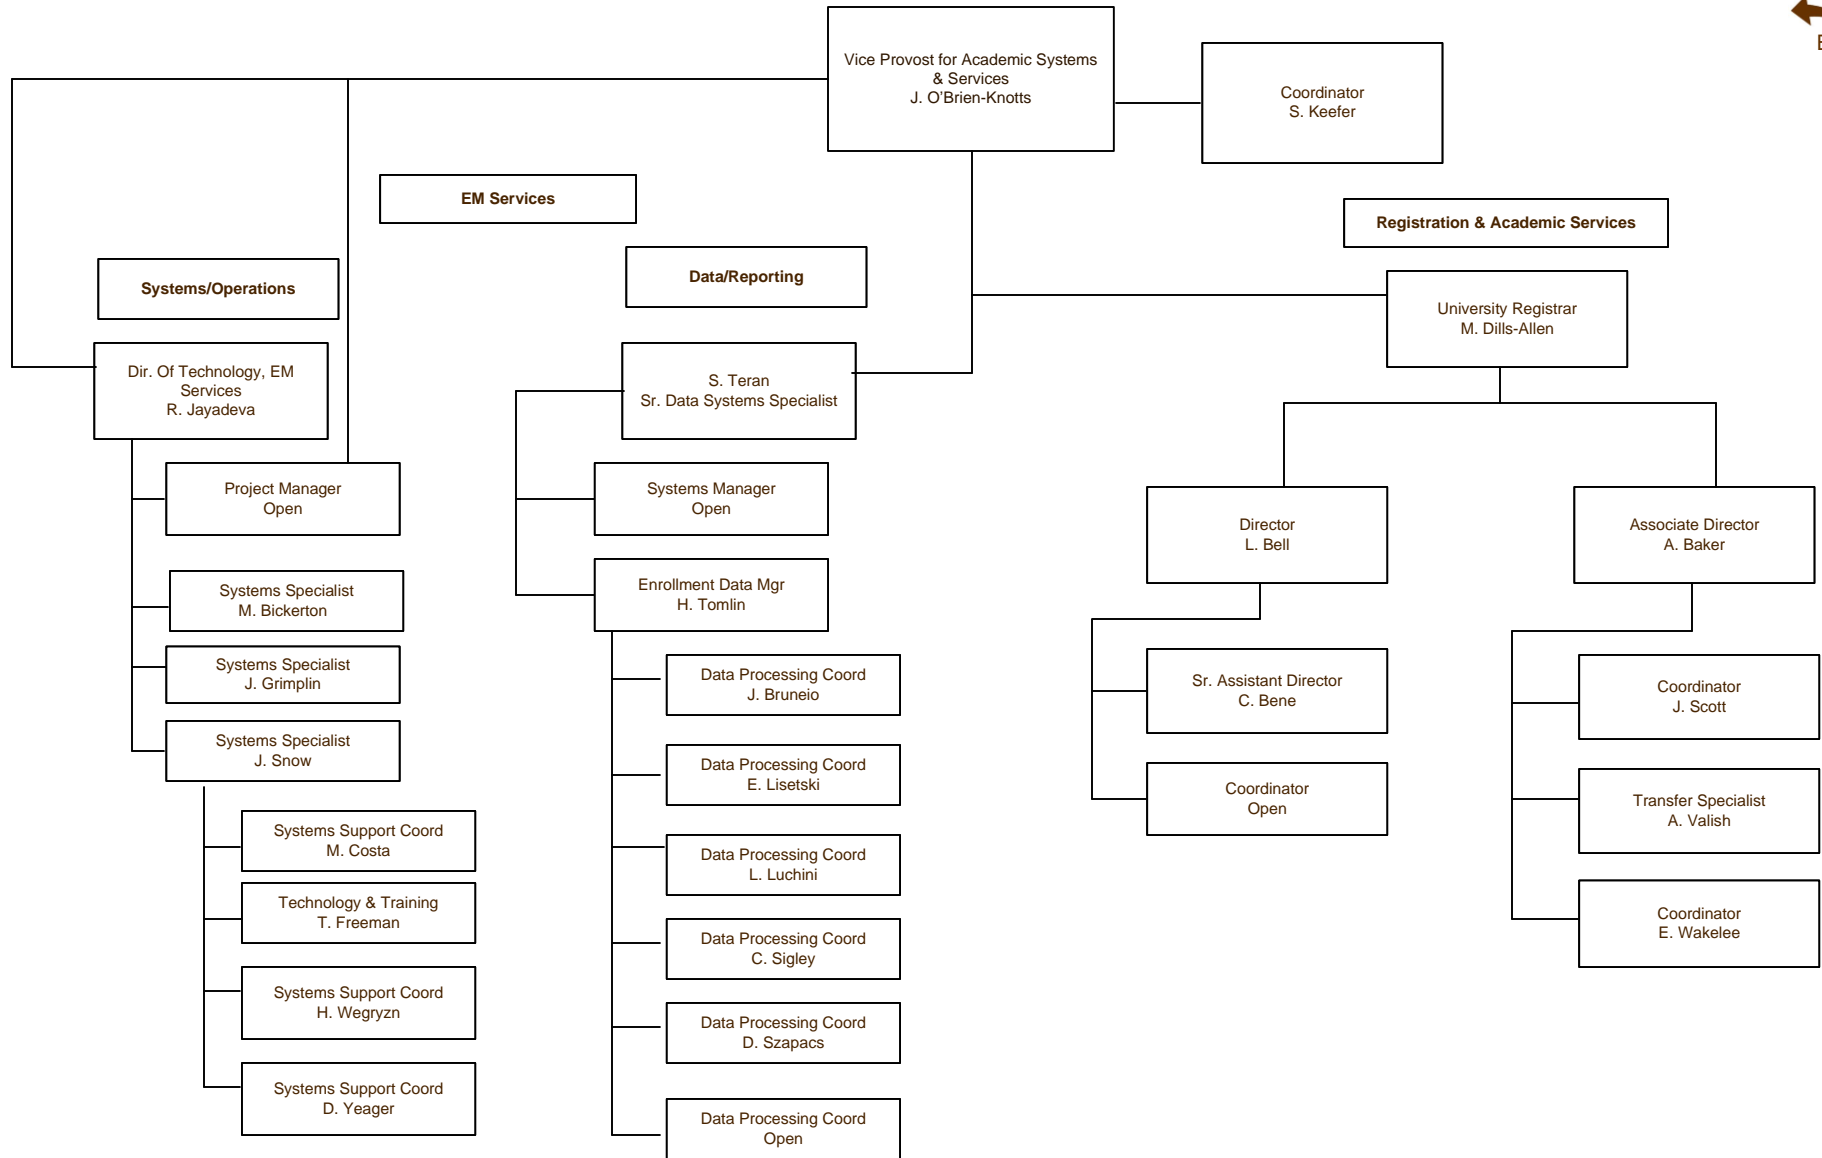 Vice Provost for Academic Systems
& Services
J. O'Brien-Knotts
Coordinator
S. Keefer
EM Services
Registration & Academic Services
Systems/Operations
Data/Reporting
University Registrar
M. Dills-Allen
Dir. Of Technology, EM
Services
R. Jayadeva
S. Teran
Sr. Data Systems Specialist
Project Manager
Open
Systems Manager
Open
Director
L. Bell
Associate Director
A. Baker
Systems Specialist
M. Bickerton
Enrollment Data Mgr
H. Tomlin
Systems Specialist
J. Grimplin
Data Processing Coord
J. Bruneio
Sr. Assistant Director
C. Bene
Coordinator
J. Scott
Systems Specialist
J. Snow
Data Processing Coord
E. Lisetski
Coordinator
Open
Transfer Specialist
A. Valish
Systems Support Coord
M. Costa
Data Processing Coord
L. Luchini
Technology & Training
T. Freeman
Coordinator
E. Wakelee
Data Processing Coord
C. Sigley
Systems Support Coord
H. Wegryzn
Data Processing Coord
D. Szapacs
Systems Support Coord
D. Yeager
Data Processing Coord
Open